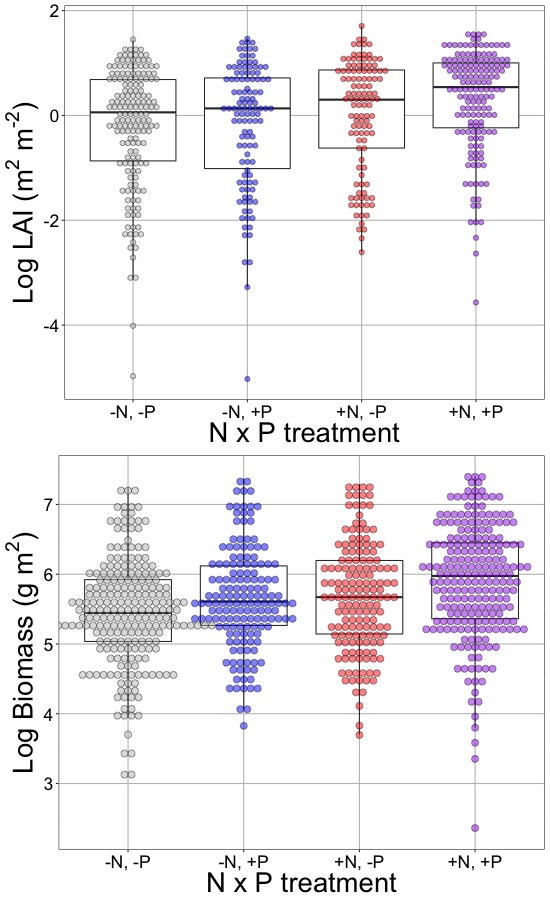 Log LAI (m² m⁻²)
2
0
-2
-4
-N, -P
-N, +P
+N, -P
+N, +P
N x P treatment
Log Biomass (g m²)
7
6
5
4
3
-N, -P
-N, +P
+N, -P
+N, +P
N x P treatment